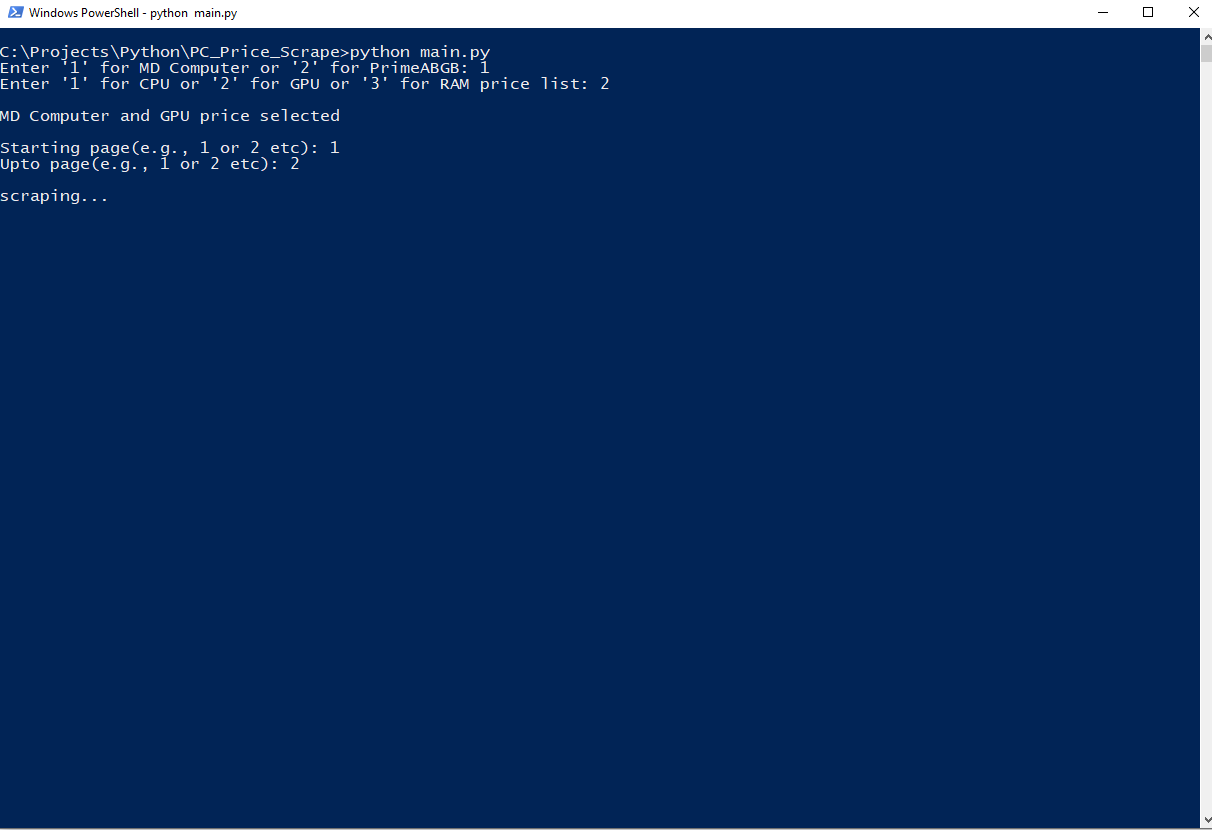 Windows PowerShell - python  main.py
C:\Projects\Python\PC_Price_Scrape>python main.py
Enter '1' for MD Computer or '2' for PrimeABGB: 1
Enter '1' for CPU or '2' for GPU or '3' for RAM price list: 2
MD Computer and GPU price selected
Starting page(e.g., 1 or 2 etc): 1
Upto page(e.g., 1 or 2 etc): 2
scraping...